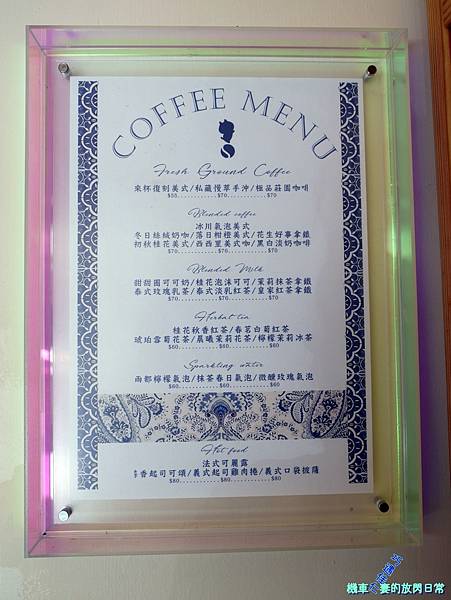 COFFEE MENU
Fresh Ground Coffee
來杯復刻美式/私藏慢萃手沖/極品莊園咖啡
$50.........$70.........$70
Blended coffee
冰川氣泡美式
冬日絲絨奶咖/落日柑橙美式/花生好事拿鐵
初秋桂花美式/西西里美式咖/黑白淡奶咖啡
$70.........$70.........$70
Blended Milk
甜甜圈可可奶/桂花泡沫可可/茉莉抹茶拿鐵
泰式玫瑰乳茶/泰式淡乳紅茶/皇家紅茶拿鐵
$70.........$70.........$70
Herbal tea
桂花秋香紅茶/春茗白菊紅茶
琥珀雪菊花茶/晨曦茉莉花茶/檸檬茉莉冰茶
$60.........$60.........$60
Sparkling water
雨都檸檬氣泡/抹茶春日氣泡/微醺玫瑰氣泡
$60.........$60.........$60
Hot food
法式可麗露
香起司可頌/義式起司雞肉捲/義式口袋披薩
$80.........$80.........$80
機車 妻的放閃日常